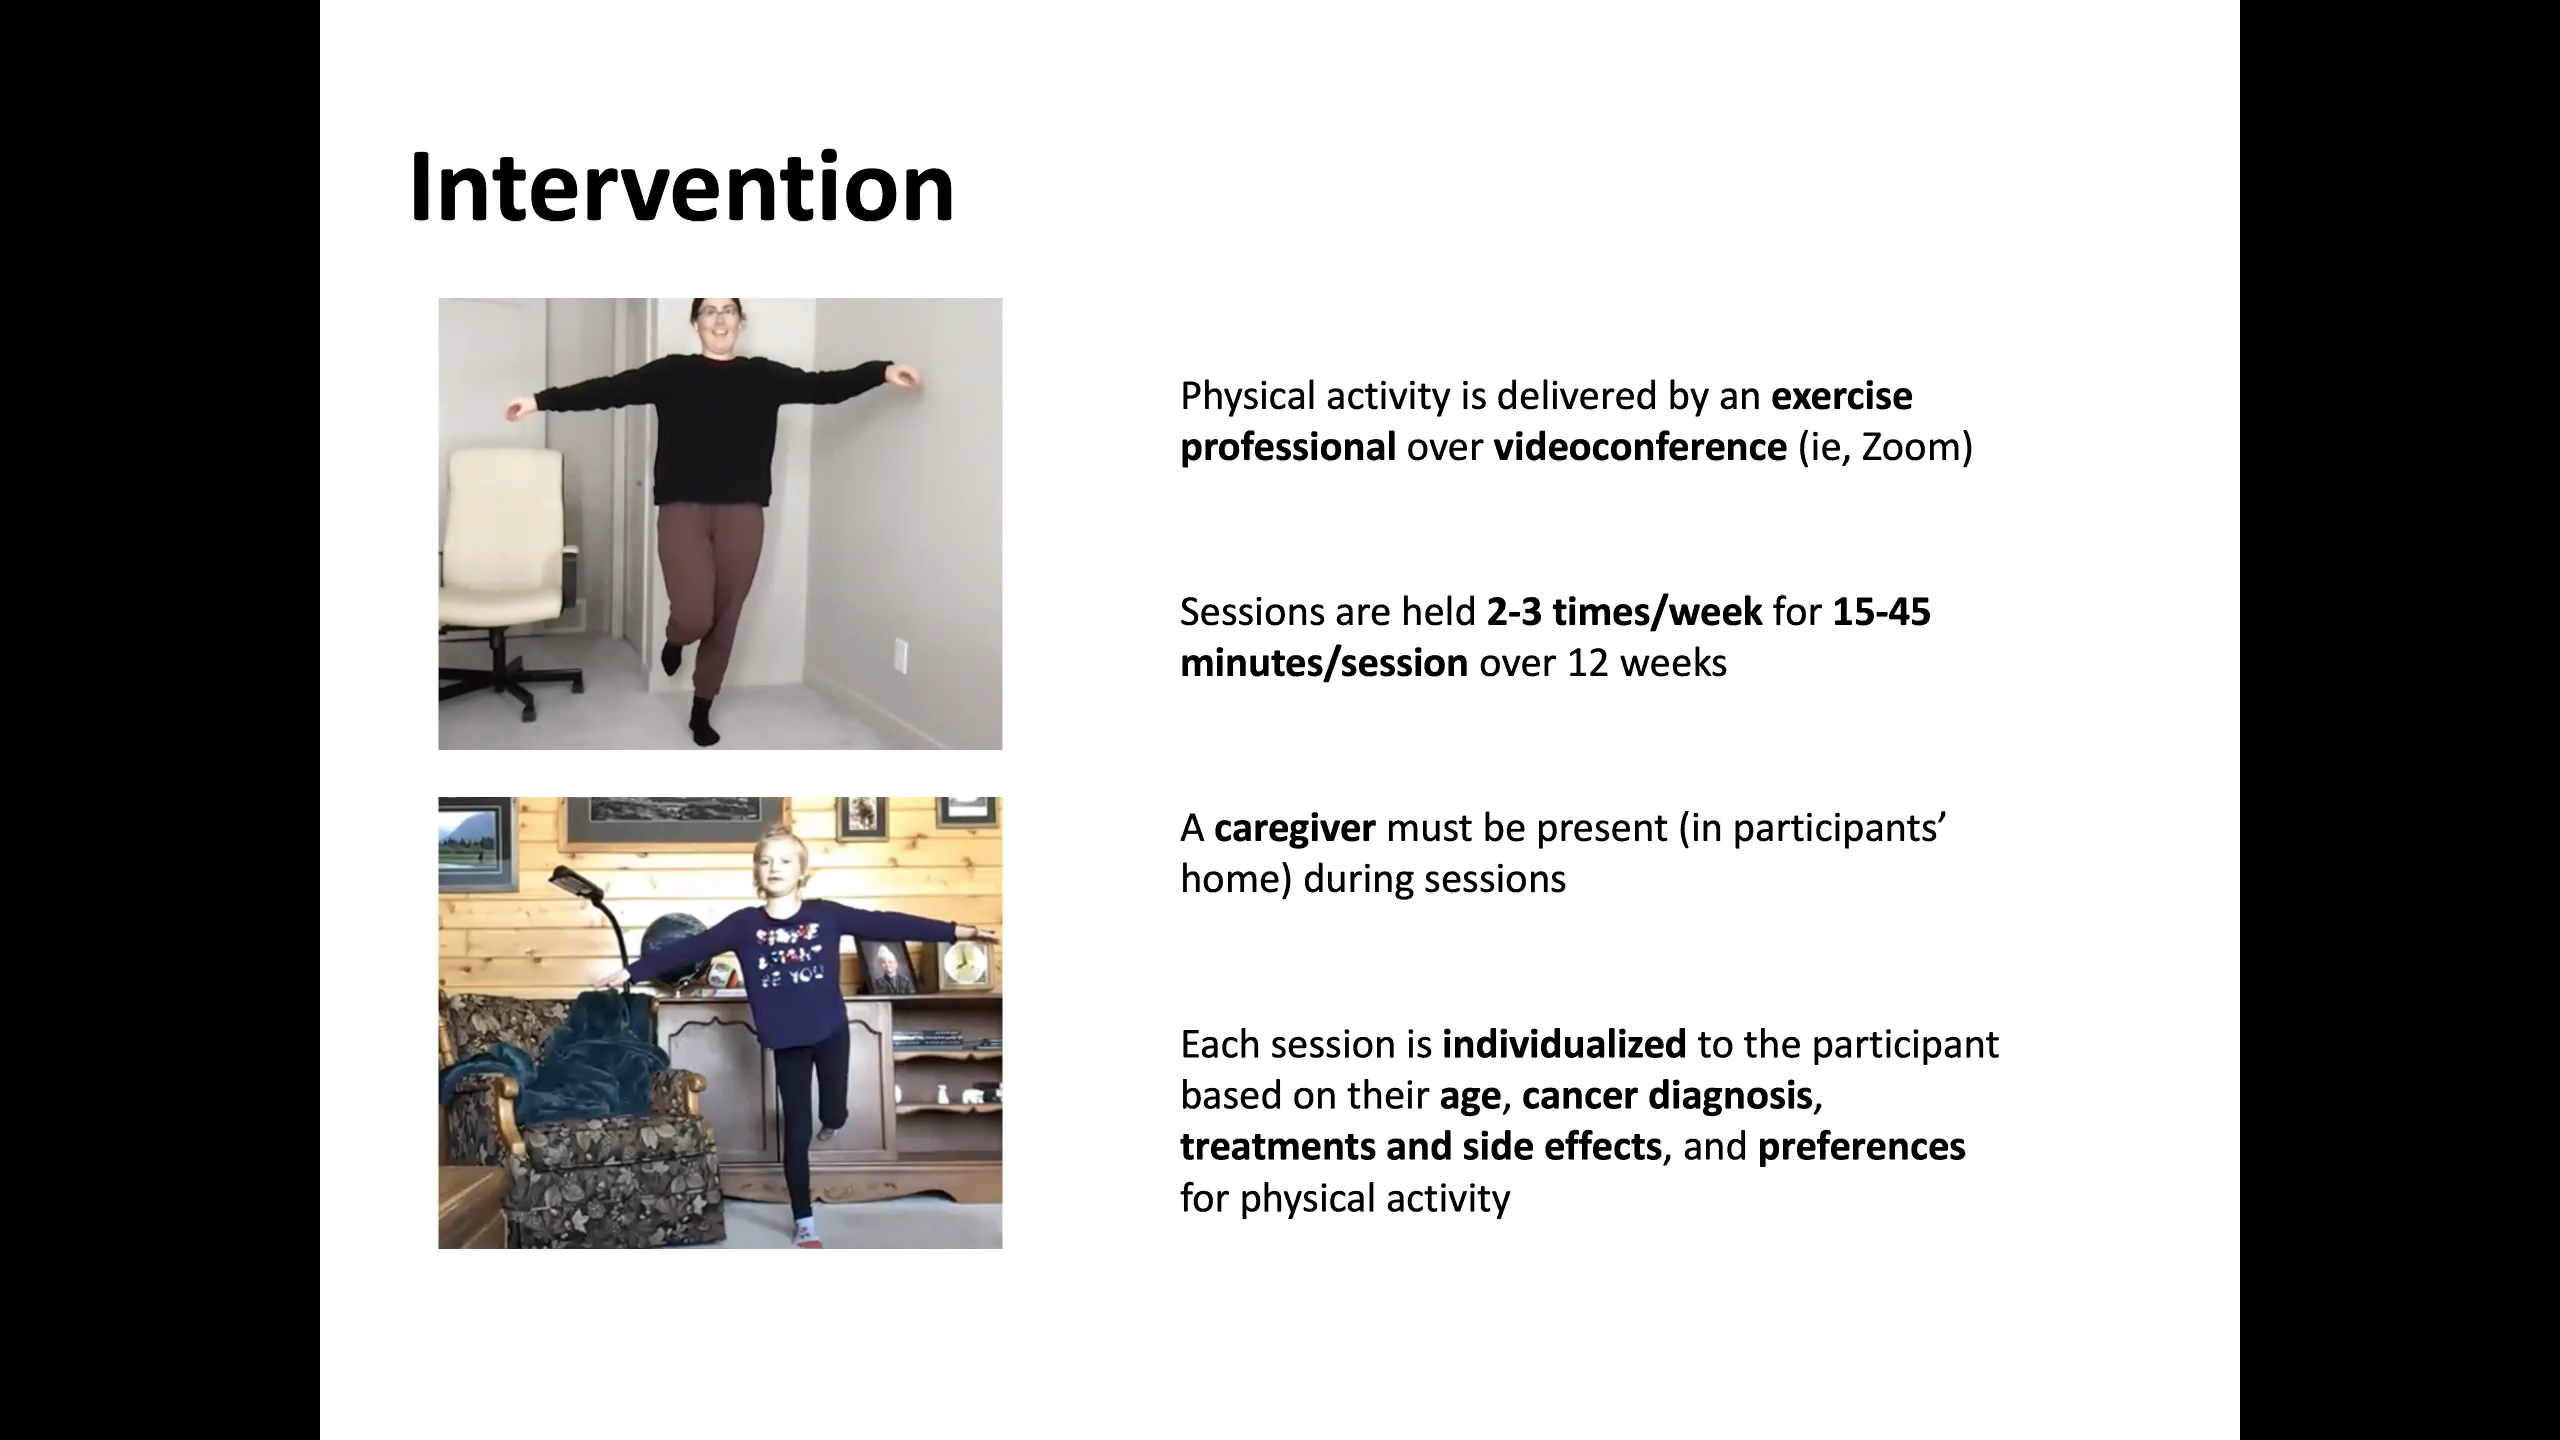 Intervention
Physical activity is delivered by an exercise
professional over videoconference (ie, Zoom)
Sessions are held 2-3 times/week for 15-45
minutes/session over 12 weeks
A caregiver must be present (in participants’
home) during sessions
Each session is individualized to the participant
based on their age, cancer diagnosis,
treatments and side effects, and preferences
for physical activity
BE YOU